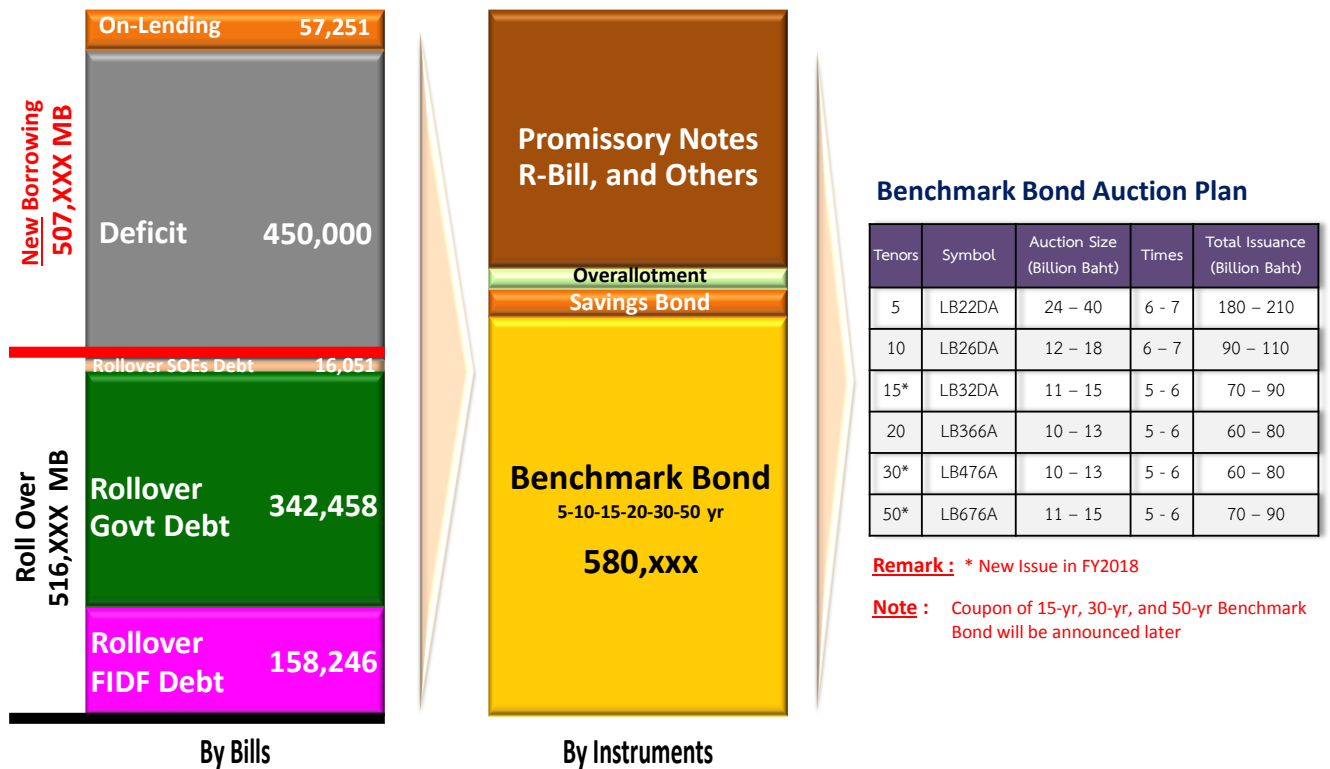 On-Lending 57,251
New Borrowing
507,XXX MB
Deficit 450,000
Rollover SOEs Debt 16,051
Roll Over
516,XXX MB
Rollover
Govt Debt 342,458
Rollover
FIDF Debt 158,246
By Bills
Promissory Notes
R-Bill, and Others
Overallotment
Savings Bond
Benchmark Bond
5-10-15-20-30-50 yr
580,xxx
By Instruments
Benchmark Bond Auction Plan
Tenors Symbol Auction Size (Billion Baht) Times Total Issuance (Billion Baht)
5 LB22DA 24 – 40 6 - 7 180 – 210
10 LB26DA 12 – 18 6 – 7 90 – 110
15* LB32DA 11 – 15 5 - 6 70 – 90
20 LB366A 10 – 13 5 - 6 60 – 80
30* LB476A 10 – 13 5 - 6 60 – 80
50* LB676A 11 – 15 5 - 6 70 – 90
Remark : * New Issue in FY2018
Note : Coupon of 15-yr, 30-yr, and 50-yr Benchmark
Bond will be announced later